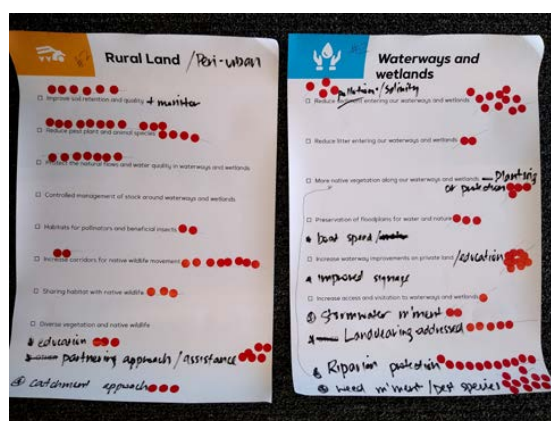 Rural Land / Peri-urban
Improve soil retention and quality + monitor
Reduce pest plant and animal species
Protect the natural flows and water quality in waterways and wetlands
Controlled management of stock around waterways and wetlands
Habitats for pollinators and beneficial insects
Increase corridors for native wildlife movement
Sharing habitat with native wildlife
Diverse vegetation and native wildlife
education
partnering approach / assistance
catchment approach
Waterways and
wetlands
pollution / salinity
Reduce entering our waterways and wetlands
Reduce litter entering our waterways and wetlands
More native vegetation along our waterways and wetlands — Planting
or protection
Preservation of floodplains for water and nature
boat speed /
Increase waterway improvements on private land /education
improved signage
Increase access and visitation to waterways and wetlands
Stormwater m'ment
Landclearing addressed
Riparian protection
weed m'ment / pest species